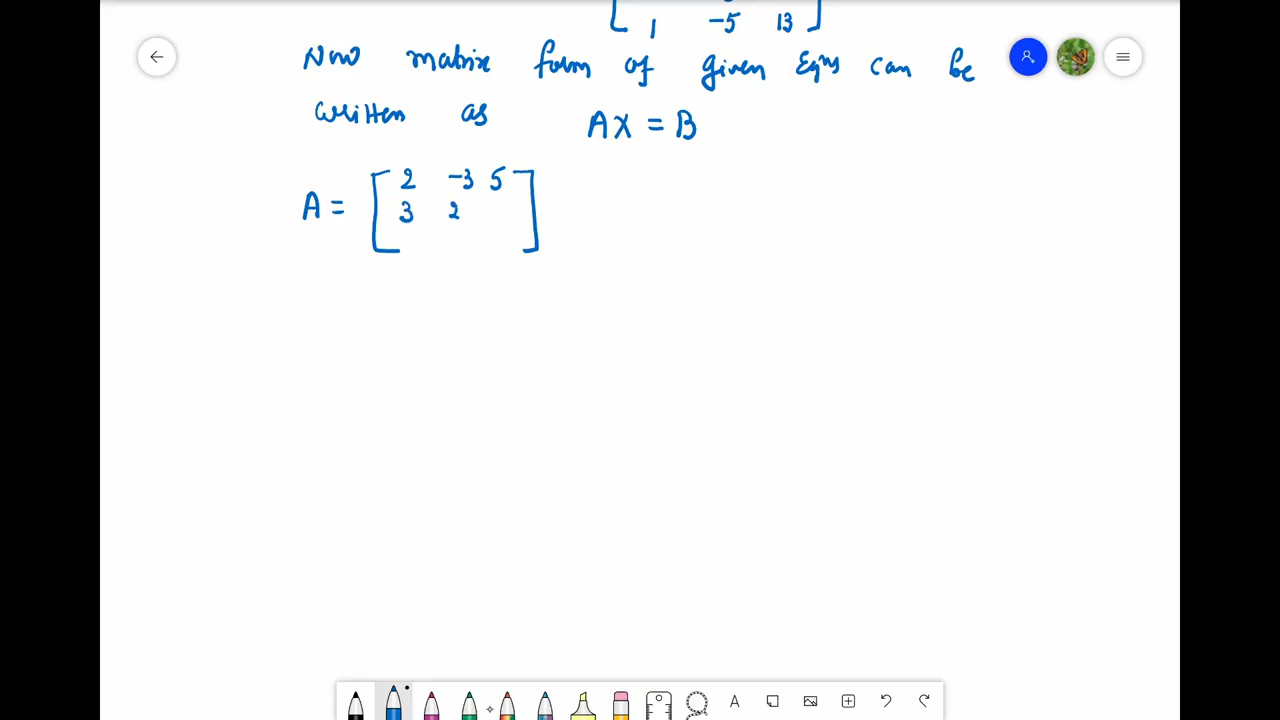 1 -5 13
Now matrix form of given Eqns can be
written as AX = B
A = [ 2 -3 5
3 2 ]
A